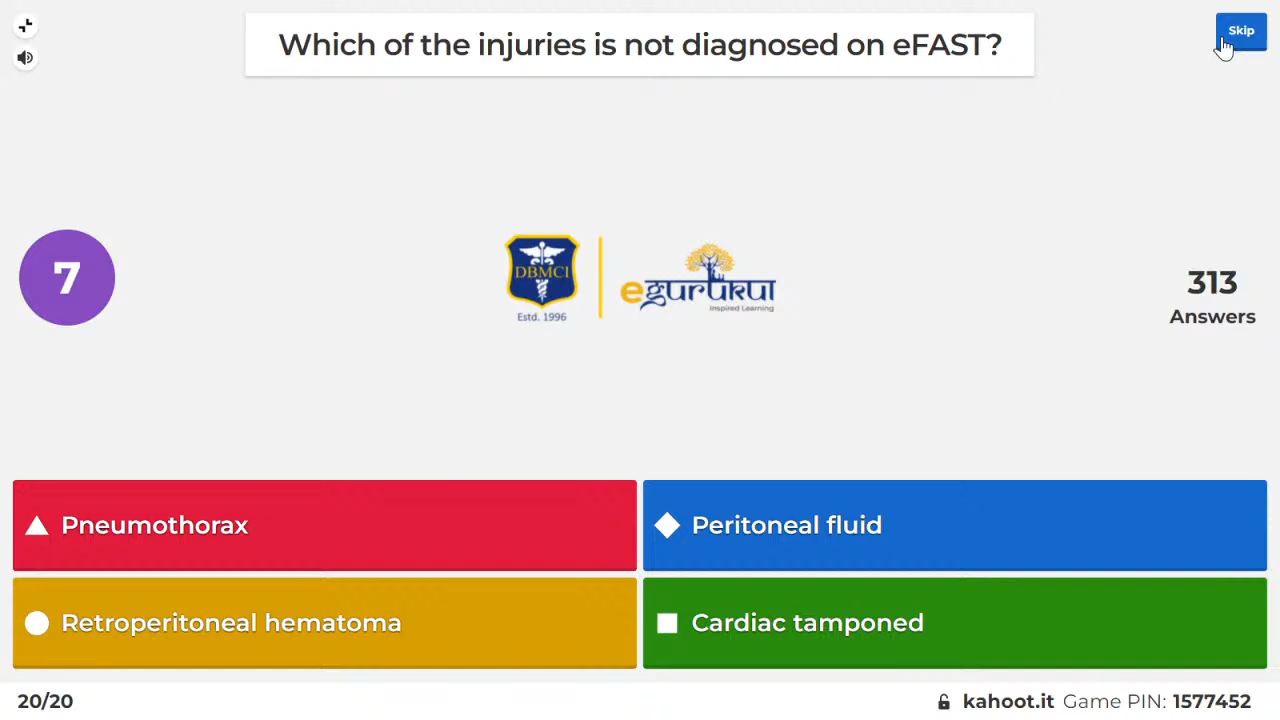 Which of the injuries is not diagnosed on eFAST?
Skip
7
DBMCI
Estd. 1996
egurukul
Inspired Learning
313
Answers
Pneumothorax
Peritoneal fluid
Retroperitoneal hematoma
Cardiac tamponed
20/20
kahoot.it Game PIN: 1577452